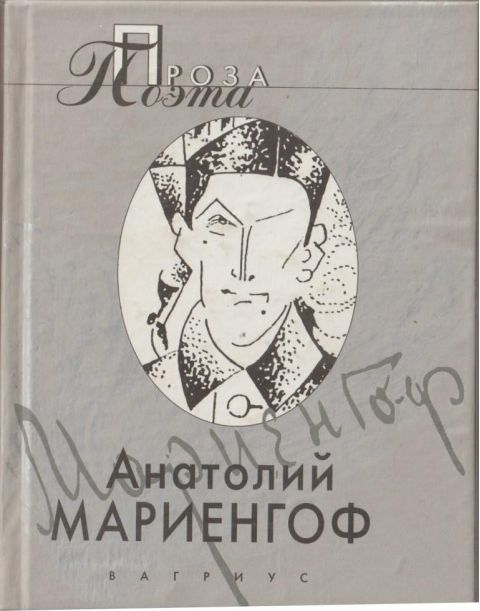 Проза
Поэта
Мариенгоф
Анатолий
МАРИЕНГОФ
ВАГРИУС